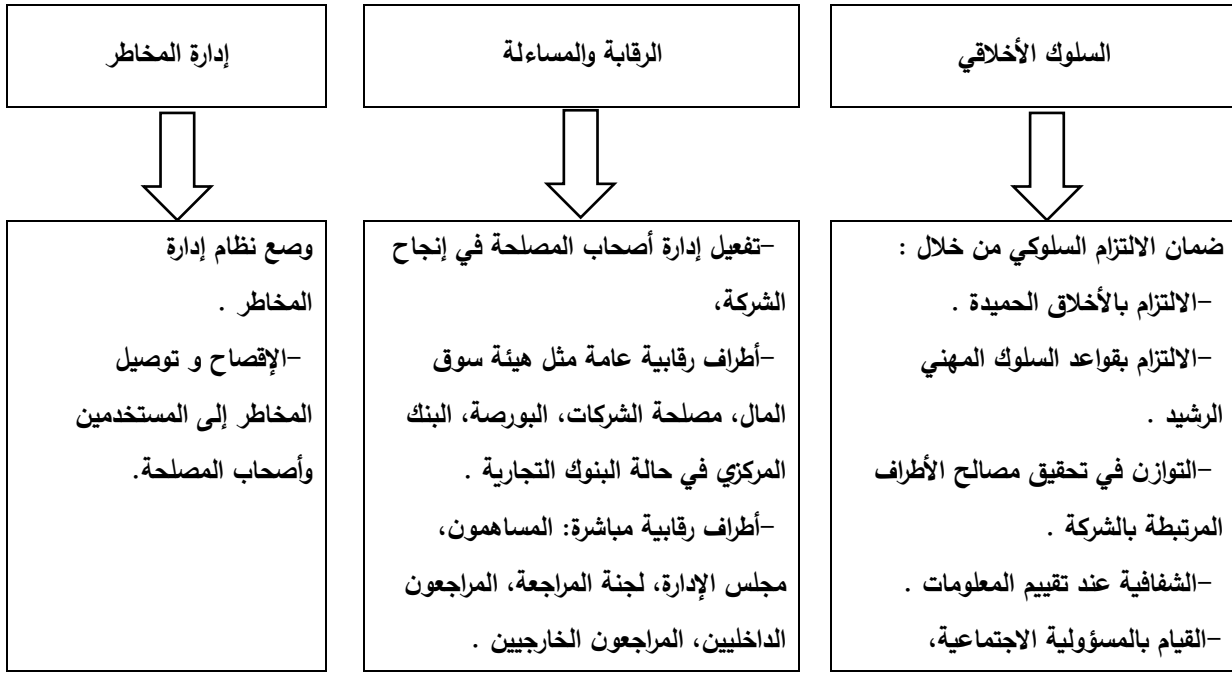 السلوك الأخلاقي
الرقابة والمساءلة
إدارة المخاطر
ضمان الالتزام السلوكي من خلال :
-الالتزام بالأخلاق الحميدة .
-الالتزام بقواعد السلوك المهني
الرشيد .
-التوازن في تحقيق مصالح الأطراف
المرتبطة بالشركة .
-الشفافية عند تقييم المعلومات .
-القيام بالمسؤولية الاجتماعية،
-تفعيل إدارة أصحاب المصلحة في إنجاح
الشركة،
-أطراف رقابية عامة مثل هيئة سوق
المال، مصلحة الشركات، البورصة، البنك
المركزي في حالة البنوك التجارية .
-أطراف رقابية مباشرة: المساهمون،
مجلس الإدارة، لجنة المراجعة، المراجعون
الداخليين، المراجعون الخارجيين .
وصع نظام إدارة
المخاطر .
-الإقصاح و توصيل
المخاطر إلى المستخدمين
وأصحاب المصلحة.